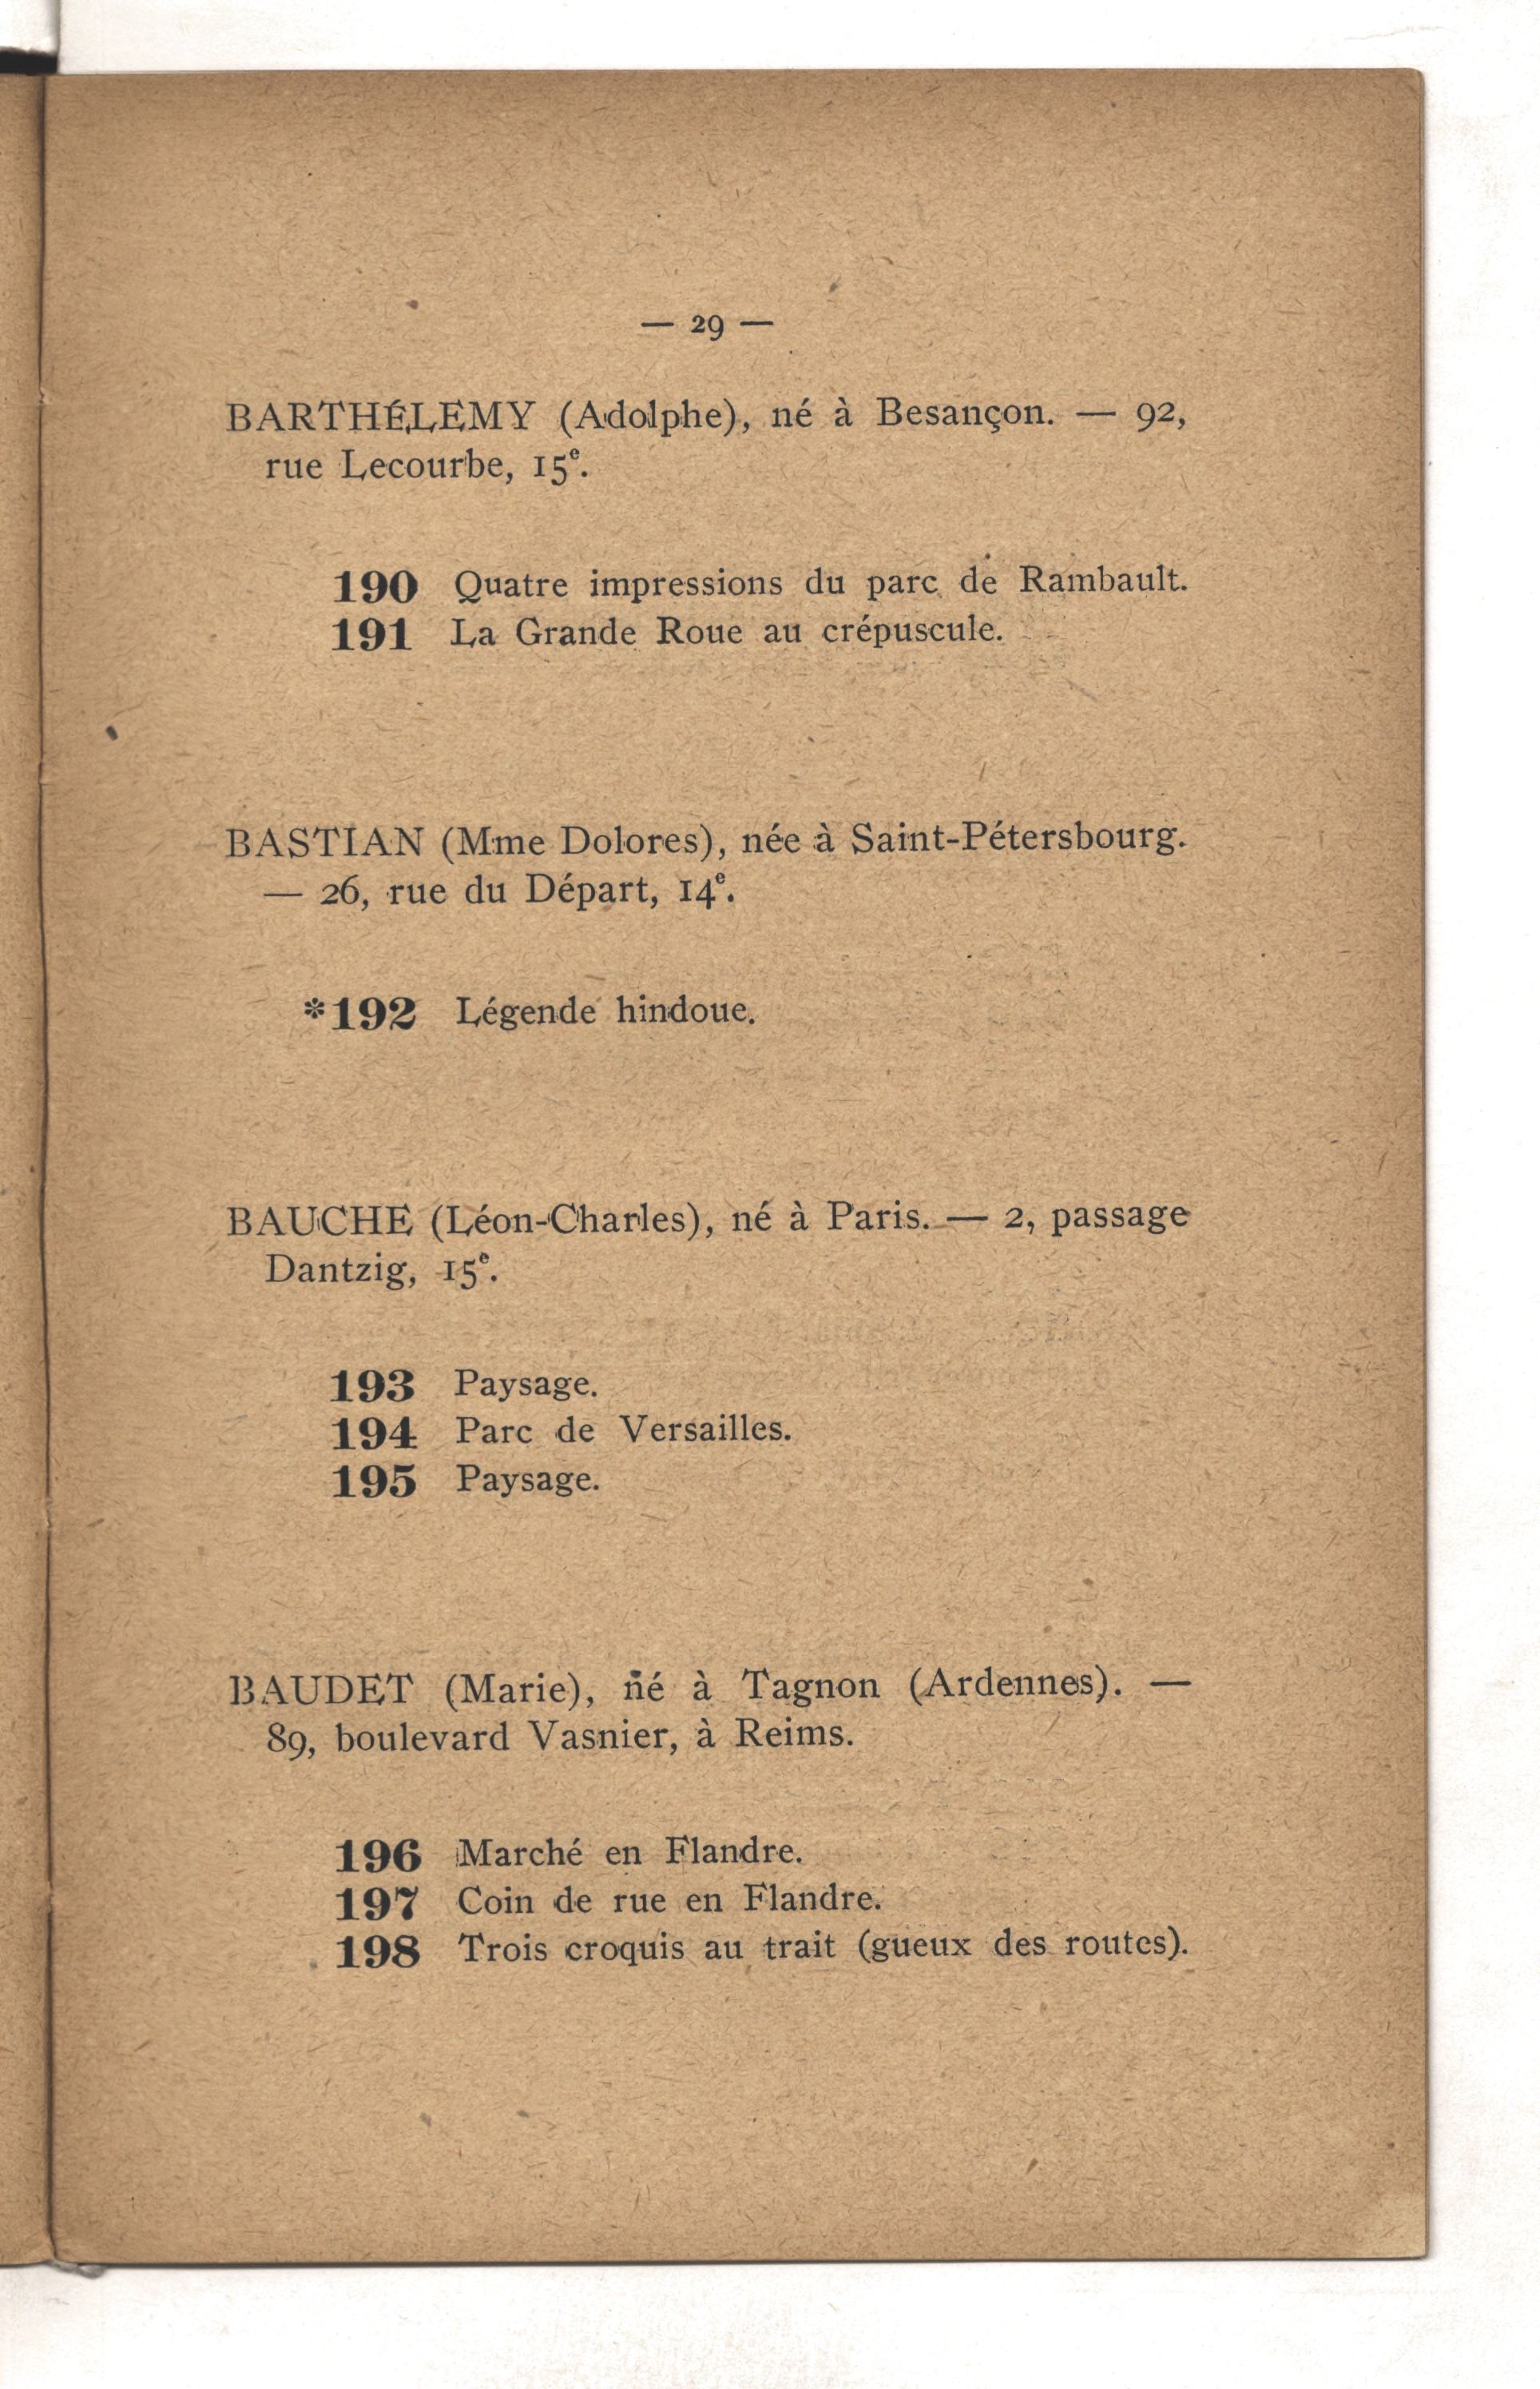 — 29 —
BARTHÉLEMY (Adolphe), né à Besançon. — 92,
rue Lecourbe, 15e.
190 Quatre impressions du parc de Rambault.
191 La Grande Roue au crépuscule.
BASTIAN (Mme Dolores), née à Saint-Pétersbourg.
— 26, rue du Départ, 14e.
*192 Légende hindoue.
BAUCHE (Léon-Charles), né à Paris. — 2, passage
Dantzig, 15e.
193 Paysage.
194 Parc de Versailles.
195 Paysage.
BAUDET (Marie), né à Tagnon (Ardennes). —
89, boulevard Vasnier, à Reims.
196 Marché en Flandre.
197 Coin de rue en Flandre.
198 Trois croquis au trait (gueux des routes).